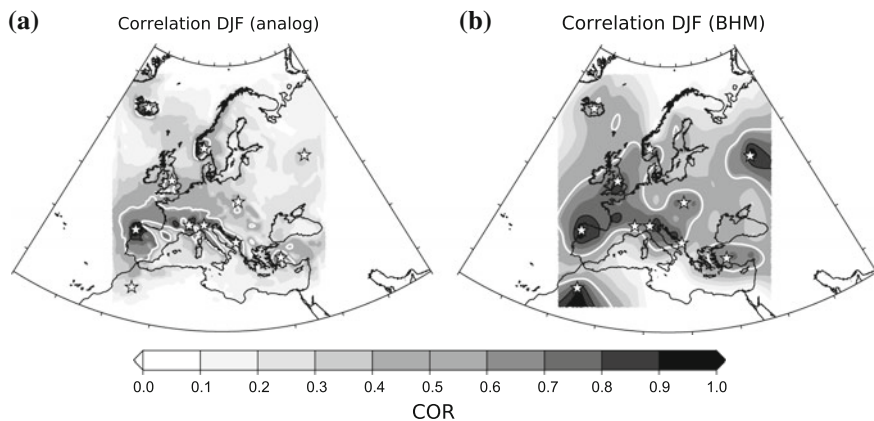 (a)
Correlation DJF (analog)
(b)
Correlation DJF (BHM)
0.0 0.1 0.2 0.3 0.4 0.5 0.6 0.7 0.8 0.9 1.0
COR